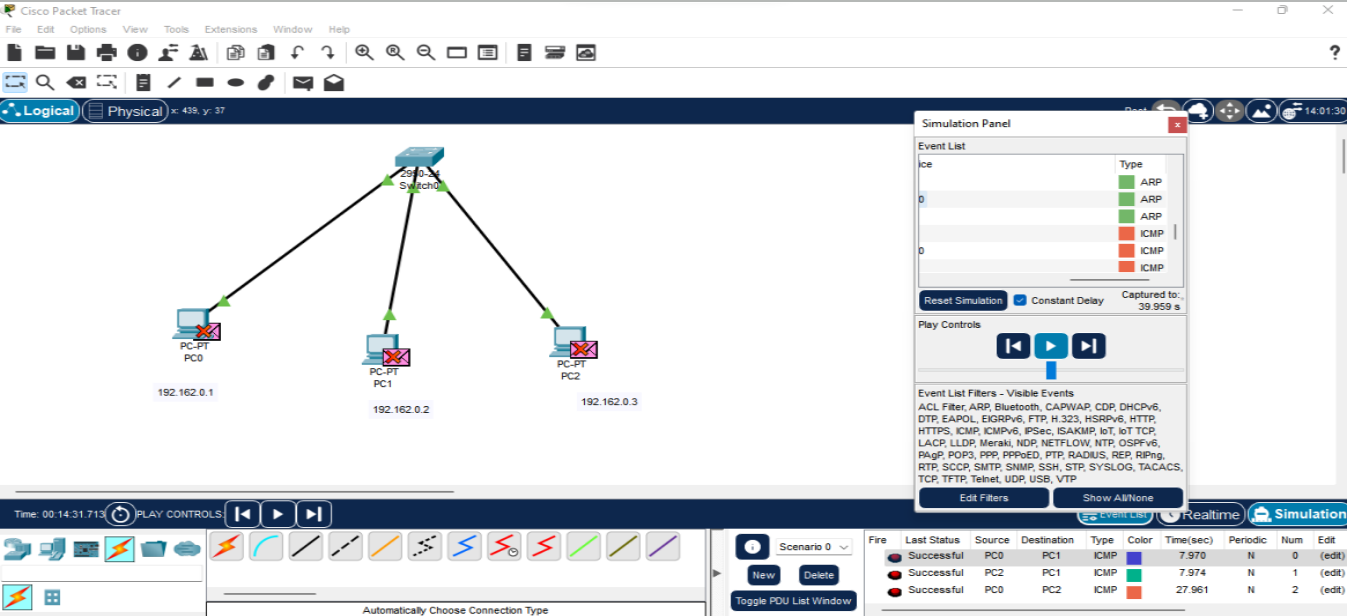 Cisco Packet Tracer
File Edit Options View Tools Extensions Window Help
?
Logical Physical x: 439, y: 37
14:01:30
Simulation Panel
x
Event List
ice Type
ARP
0 ARP
ARP
ICMP
0 ICMP
ICMP
Reset Simulation Constant Delay Captured to:
39.959 s
Play Controls
Event List Filters - Visible Events
ACL Filter, ARP, Bluetooth, CAPWAP, CDP, DHCPv6,
DTP, EAPOL, EIGRPv6, FTP, H.323, HSRPv6, HTTP,
HTTPS, ICMP, ICMPv6, IPSec, ISAKMP, IoT, IoT TCP,
LACP, LLDP, Meraki, NDP, NETFLOW, NTP, OSPFv6,
PAgP, POP3, PPP, PPPoED, PTP, RADIUS, REP, RIPng,
RTP, SCCP, SMTP, SNMP, SSH, STP, SYSLOG, TACACS,
TCP, TFTP, Telnet, UDP, USB, VTP
Edit Filters Show All/None
Switch0
PC-PT
PC0
192.162.0.1
PC-PT
PC1
192.162.0.2
PC-PT
PC2
192.162.0.3
Time: 00:14:31.713 PLAY CONTROLS:
Event List Realtime Simulation
Automatically Choose Connection Type
Scenario 0
New Delete
Toggle PDU List Window
Fire Last Status Source Destination Type Color Time(sec) Periodic Num Edit
Successful PC0 PC1 ICMP 7.970 N 0 (edit)
Successful PC2 PC1 ICMP 7.974 N 1 (edit)
Successful PC0 PC2 ICMP 27.961 N 2 (edit)